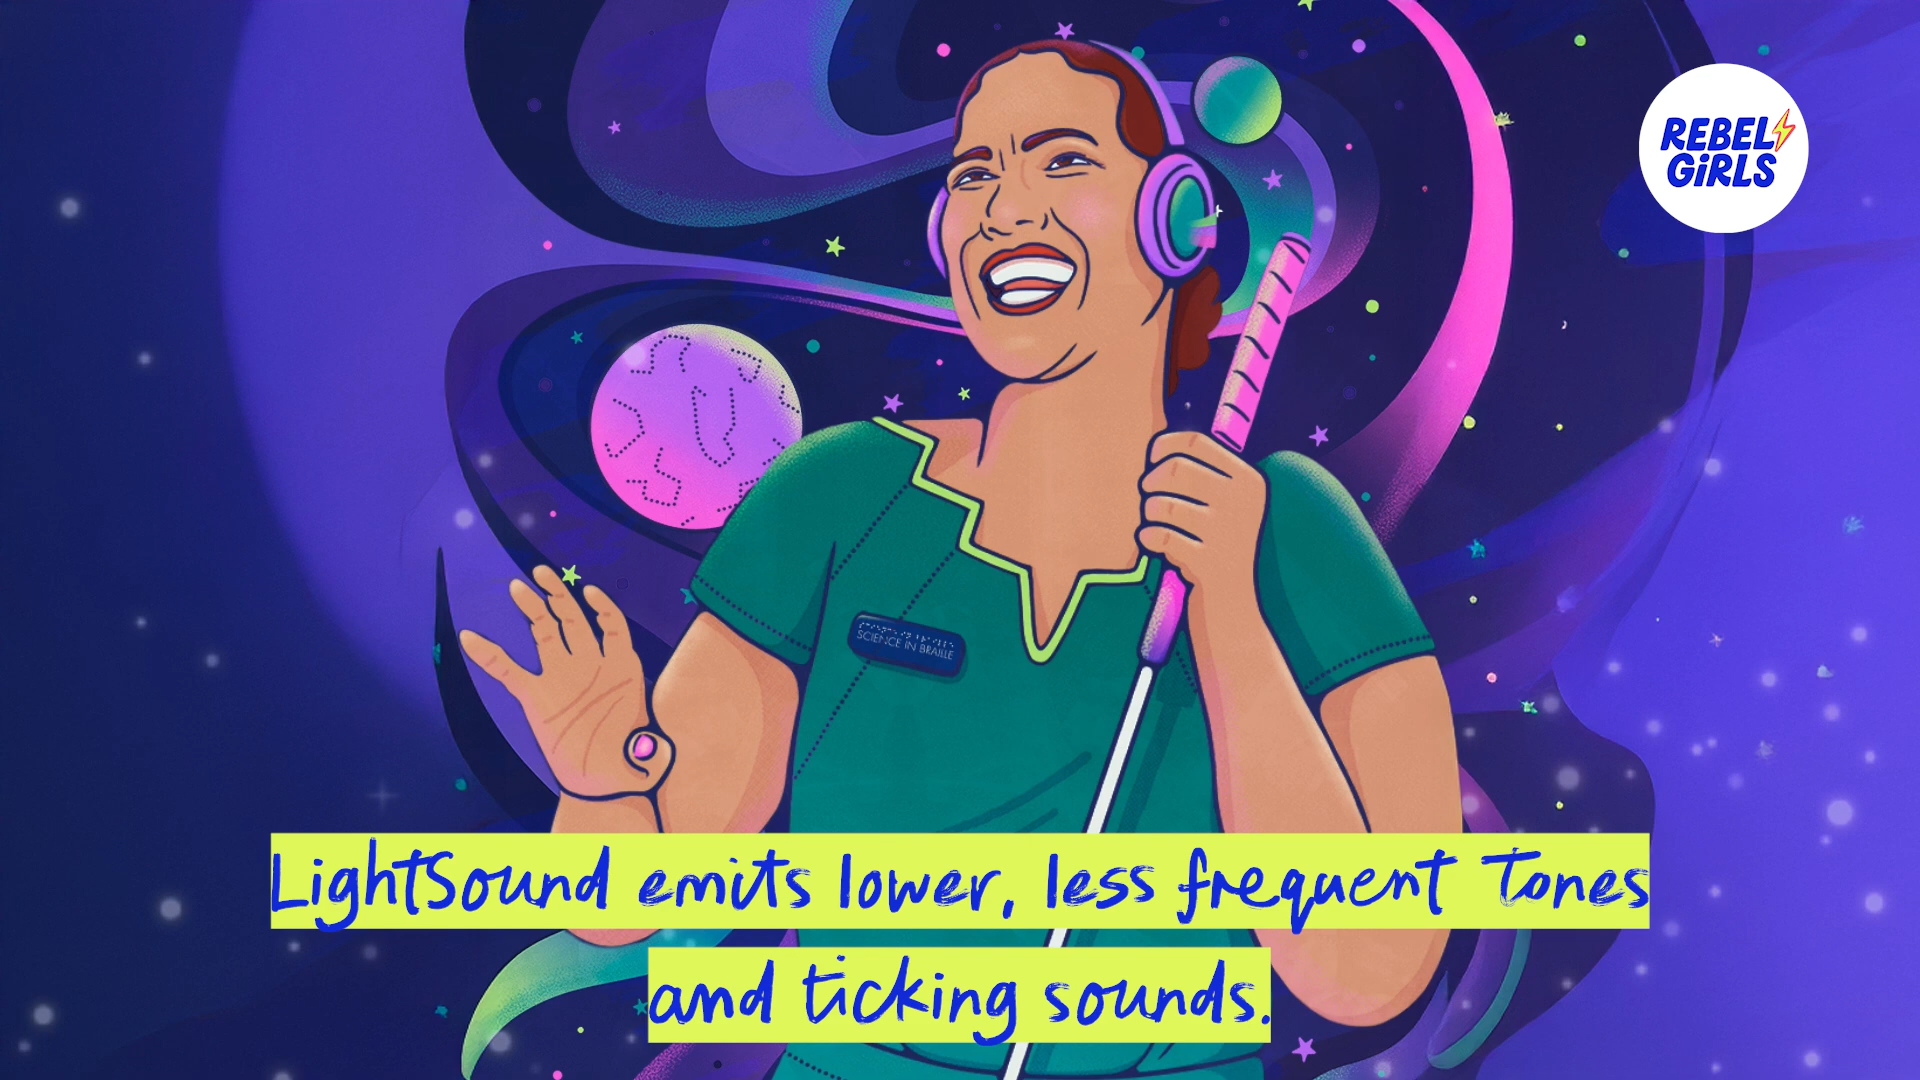 REBEL
GiRLS
SCIENCE IN BRAILLE
LightSound emits lower, less frequent tones
and ticking sounds.